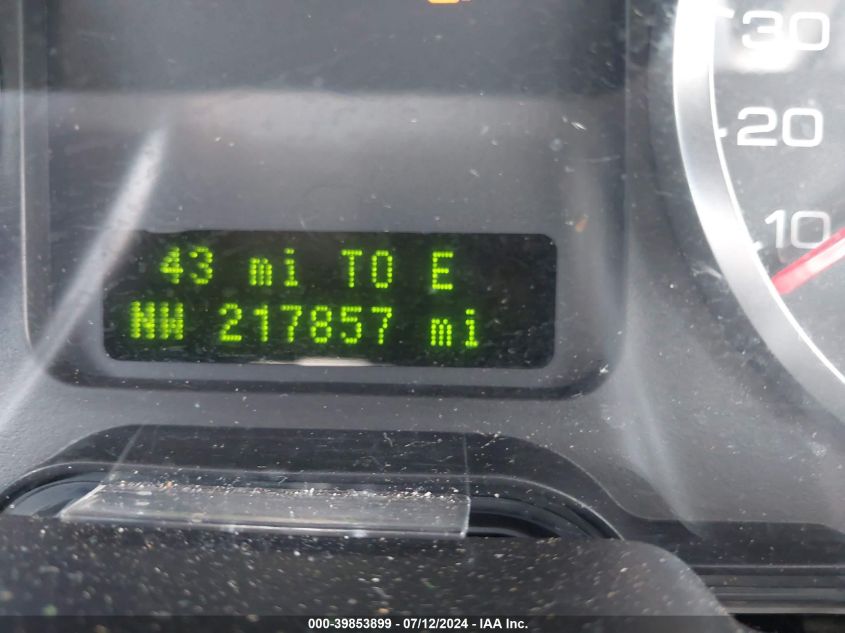 30
20
10
43 mi TO E
NW 217857 mi
000-39853899 / 07/12/2024 - IAA Inc.